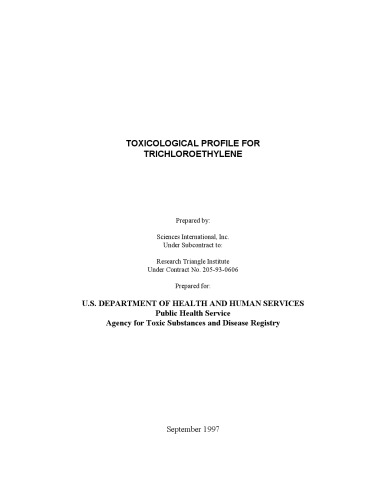 TOXICOLOGICAL PROFILE FOR
TRICHLOROETHYLENE
Prepared by:
Sciences International, Inc.
Under Subcontract to:
Research Triangle Institute
Under Contract No. 205-93-0606
Prepared for:
U.S. DEPARTMENT OF HEALTH AND HUMAN SERVICES
Public Health Service
Agency for Toxic Substances and Disease Registry
September 1997